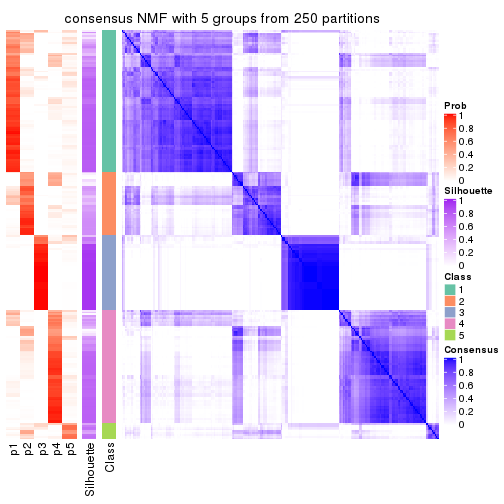 consensus NMF with 5 groups from 250 partitions
Prob
1
0.8
0.6
0.4
0.2
0
Silhouette
1
0.8
0.6
0.4
0.2
0
Class
1
2
3
4
5
Consensus
1
0.8
0.6
0.4
0.2
0
p1
p2
p3
p4
p5
Silhouette
Class